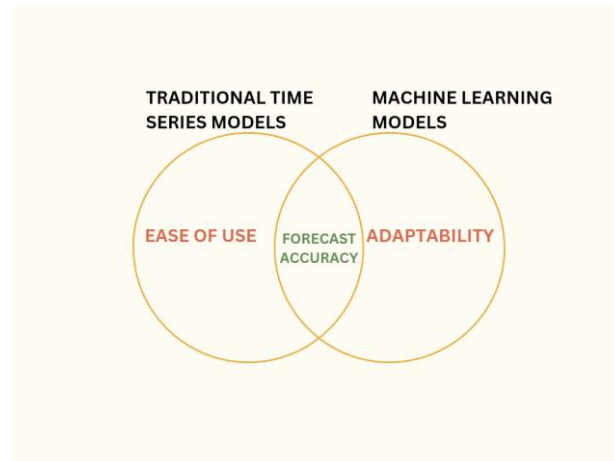 TRADITIONAL TIME
SERIES MODELS
MACHINE LEARNING
MODELS
EASE OF USE
FORECAST
ACCURACY
ADAPTABILITY